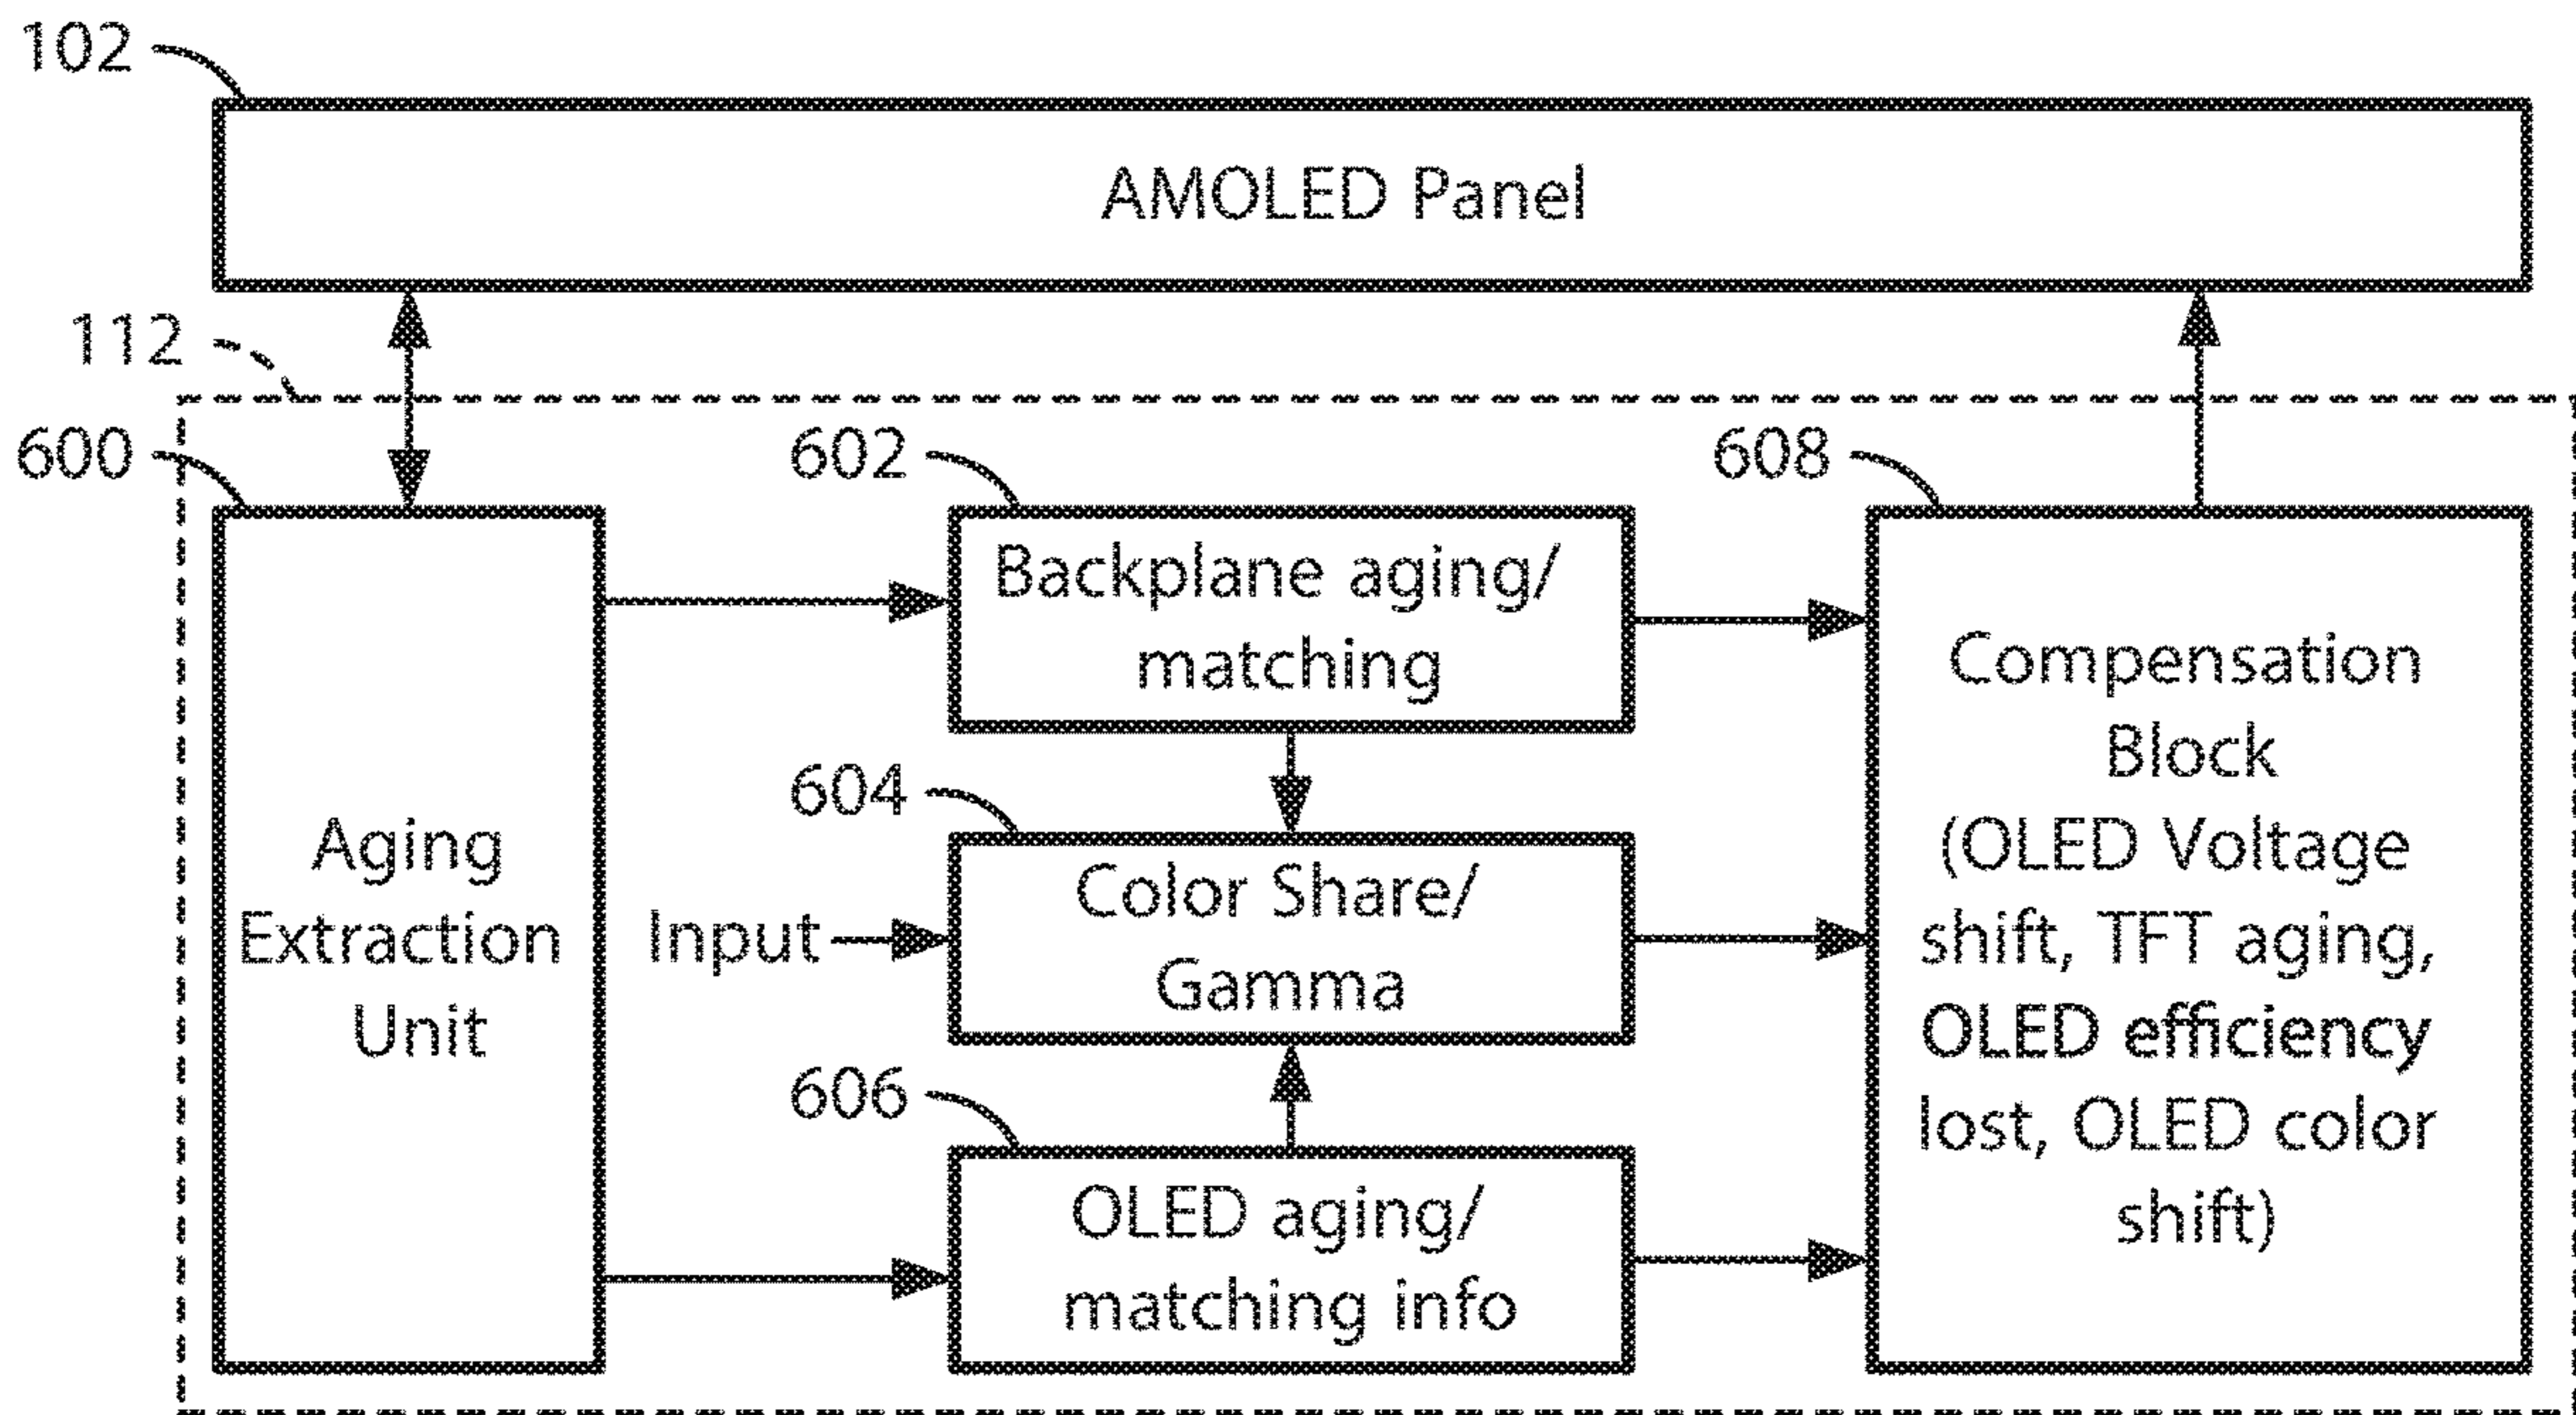 102
AMOLED Panel
112
600
602
608
Backplane aging/
matching
Compensation
Block
(OLED Voltage
shift, TFT aging,
OLED efficiency
lost, OLED color
shift)
604
Aging
Extraction
Unit
Input
Color Share/
Gamma
606
OLED aging/
matching info